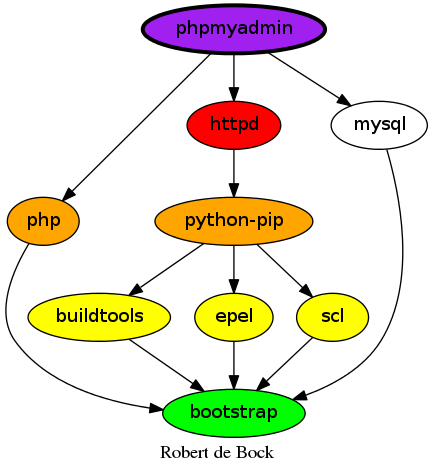 phpmyadmin
httpd
mysql
php
python-pip
buildtools
epel
scl
bootstrap
Robert de Bock